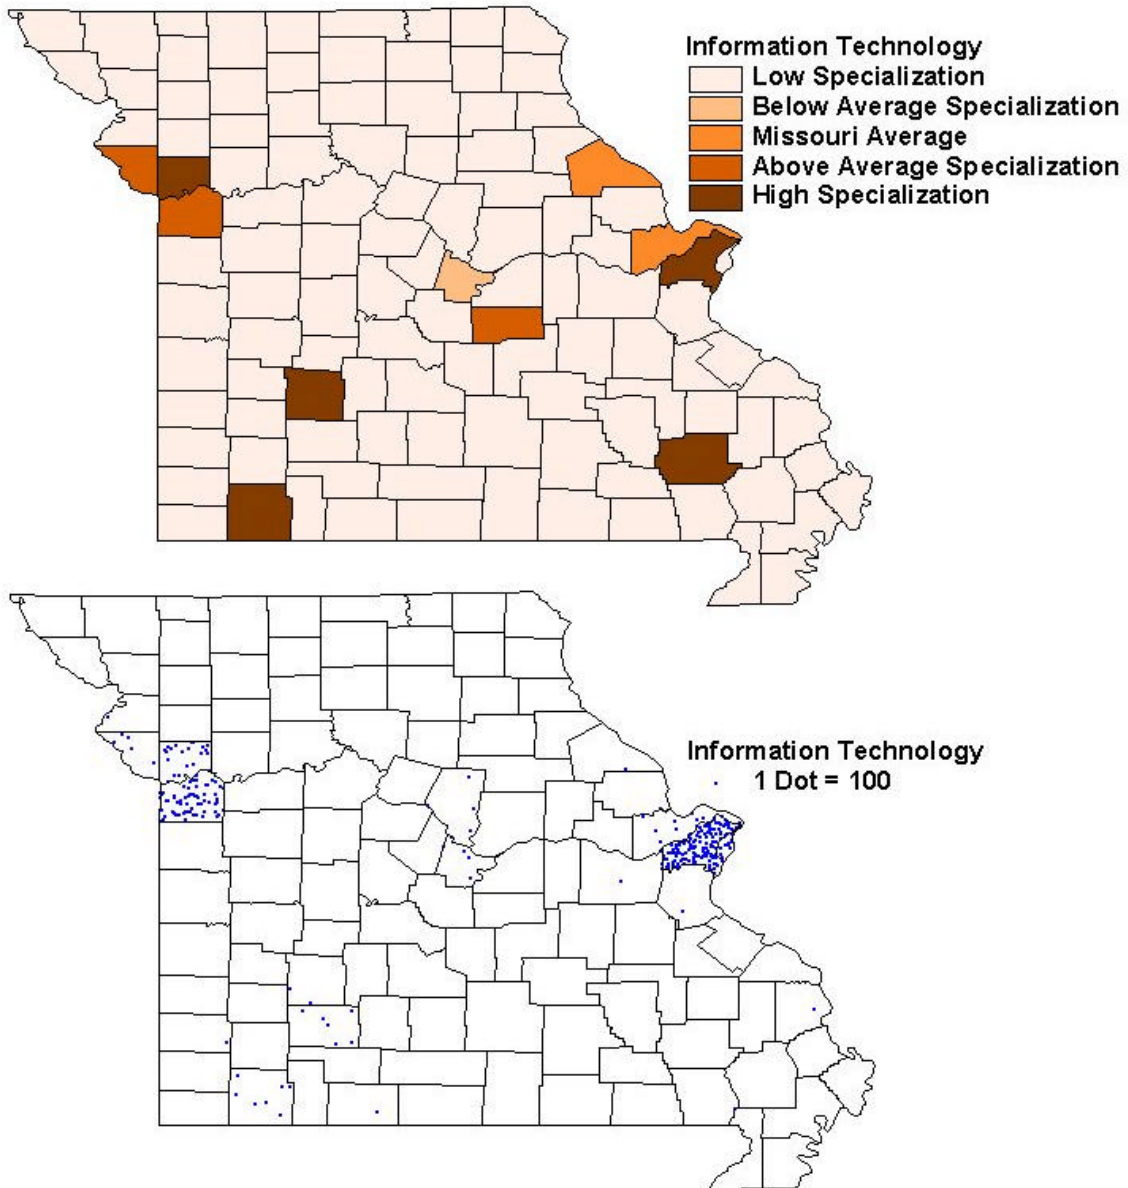 Information Technology
Low Specialization
Below Average Specialization
Missouri Average
Above Average Specialization
High Specialization
Information Technology
1 Dot = 100